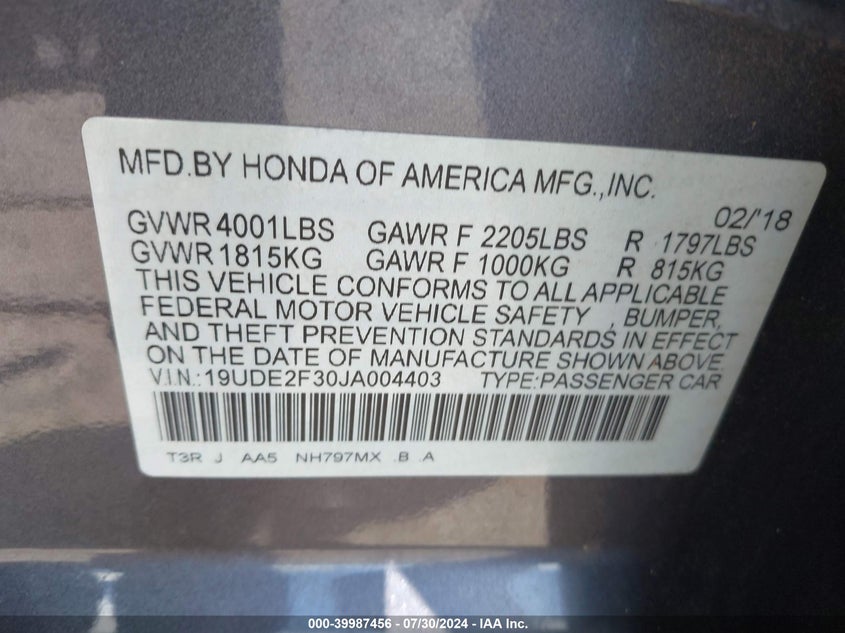 MFD.BY HONDA OF AMERICA MFG.,INC.
02/'18
GVWR 4001LBS GAWR F 2205LBS R 1797LBS
GVWR 1815KG GAWR F 1000KG R 815KG
THIS VEHICLE CONFORMS TO ALL APPLICABLE
FEDERAL MOTOR VEHICLE SAFETY , BUMPER,
AND THEFT PREVENTION STANDARDS IN EFFECT
ON THE DATE OF MANUFACTURE SHOWN ABOVE.
V.I.N.: 19UDE2F30JA004403 TYPE:PASSENGER CAR
T3R J AA5 NH797MX .B .A
000-39987456 - 07/30/2024 - IAA Inc.